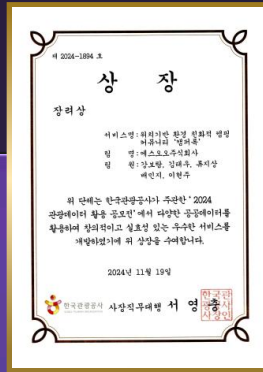 제 2024-1894 호
상 장
장려상
서비스명 : 위치기반 환경 친화적 캠핑
커뮤니티 '캠퍼독'
팀 명 : 에스오오주식회사
팀 원 : 강보람, 김태우, 류지상
배민지, 이현주
위 단체는 한국관광공사가 주관한 '2024
관광데이터 활용 공모전'에서 다양한 공공데이터를
활용하여 창의적이고 실효성 있는 우수한 서비스를
개발하였기에 위 상장을 수여합니다.
2024년 11월 19일
한국관광공사 사장직무대행 서영충